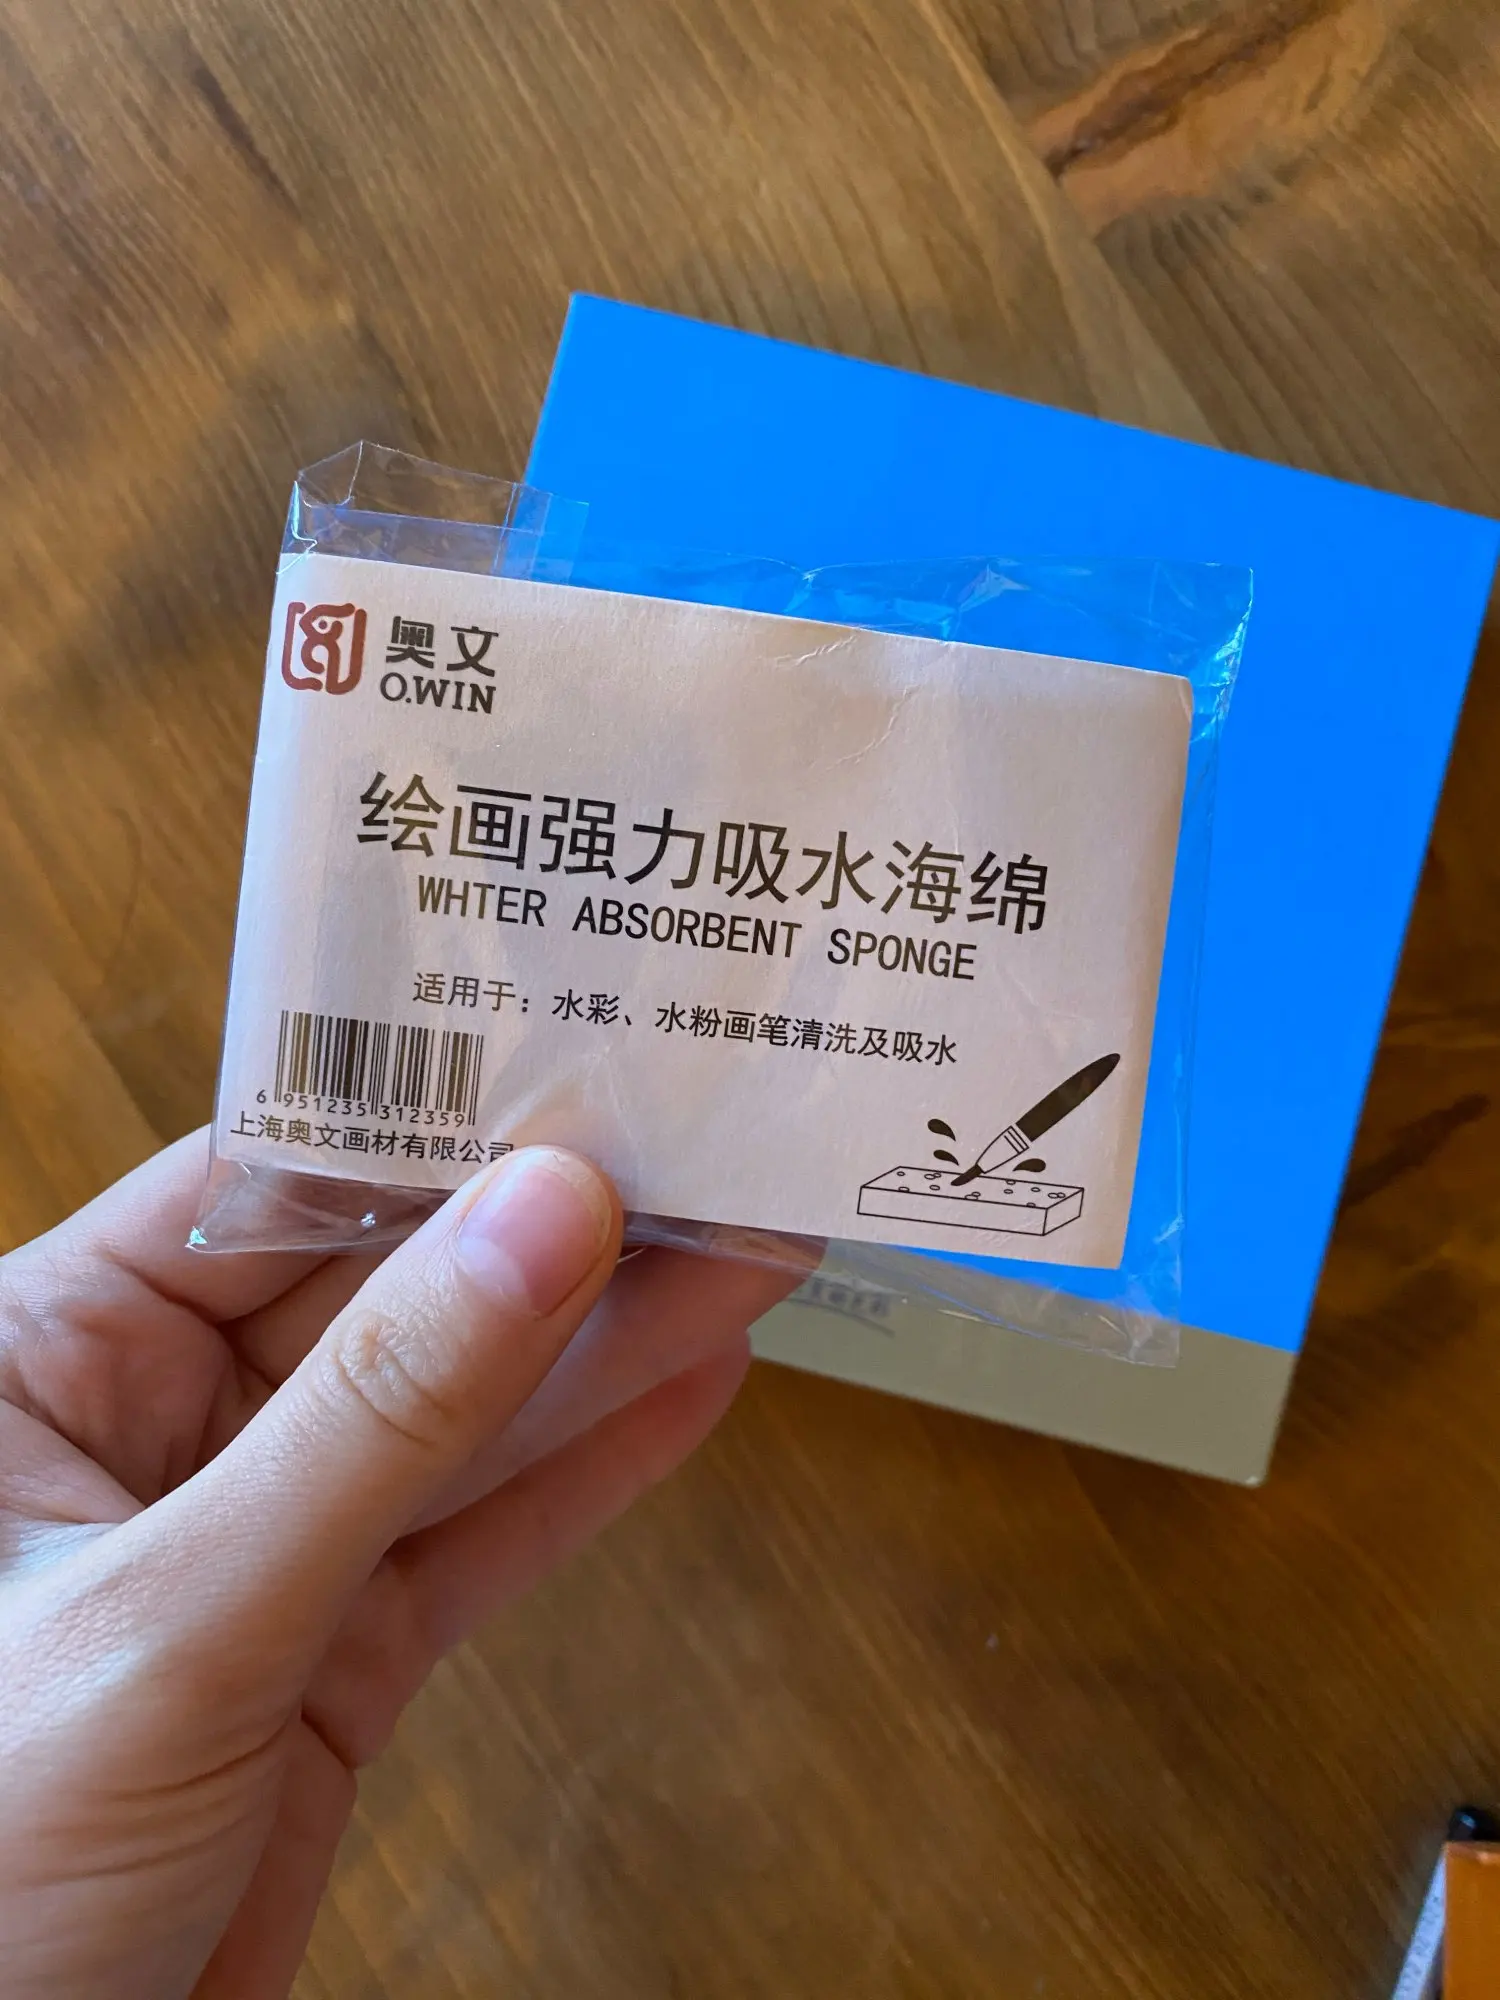 奥文
O.WIN
绘画强力吸水海绵
WHTER ABSORBENT SPONGE
适用于：水彩、水粉画笔清洗及吸水
6 951235 312359
上海奥文画材有限公司